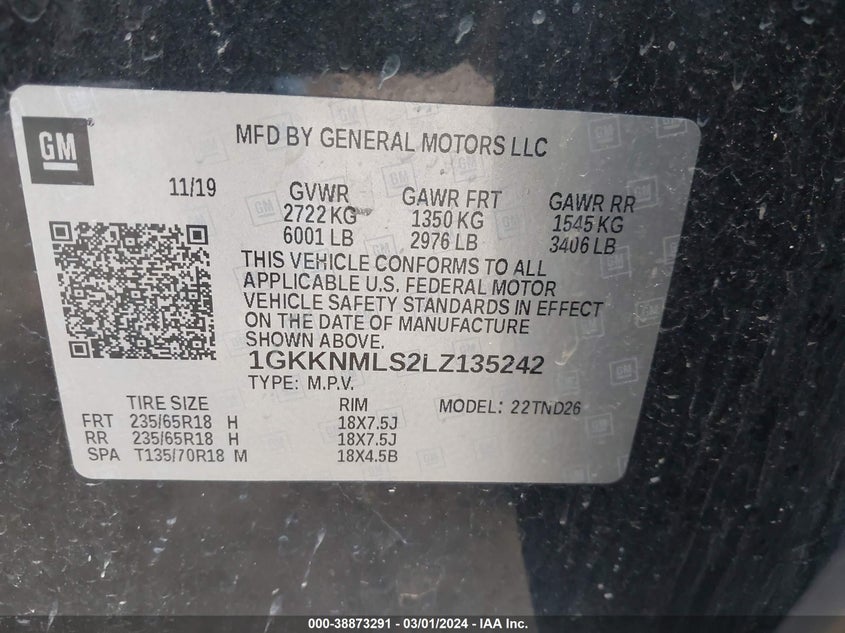 GM
MFD BY GENERAL MOTORS LLC
11/19 GVWR GAWR FRT GAWR RR
2722 KG 1350 KG 1545 KG
6001 LB 2976 LB 3406 LB
THIS VEHICLE CONFORMS TO ALL
APPLICABLE U.S. FEDERAL MOTOR
VEHICLE SAFETY STANDARDS IN EFFECT
ON THE DATE OF MANUFACTURE
SHOWN ABOVE.
1GKKNMLS2LZ135242
TYPE: M.P.V.
TIRE SIZE RIM MODEL: 22TND26
FRT 235/65R18 H 18X7.5J
RR 235/65R18 H 18X7.5J
SPA T135/70R18 M 18X4.5B
000-38873291 - 03/01/2024 - IAA Inc.